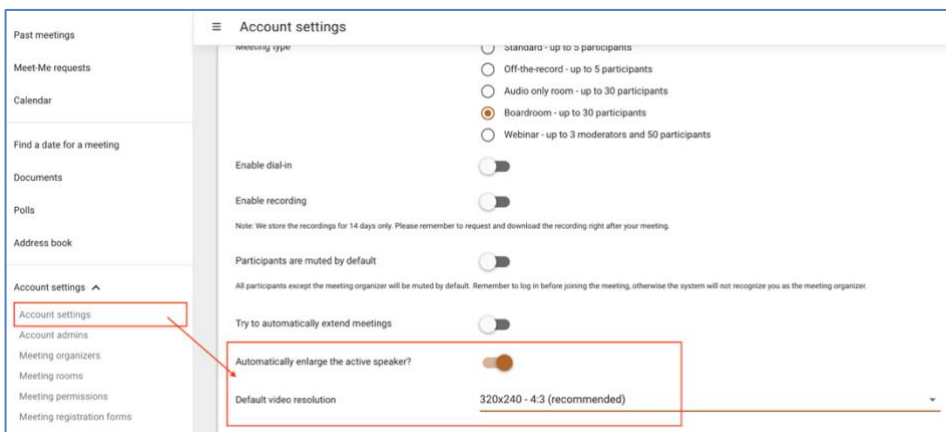 Past meetings
Meet-Me requests
Calendar
Find a date for a meeting
Documents
Polls
Address book
Account settings
Account settings
Account admins
Meeting organizers
Meeting rooms
Meeting permissions
Meeting registration forms
Account settings
Meeting type
Standard - up to 5 participants
Off-the-record - up to 5 participants
Audio only room - up to 30 participants
Boardroom - up to 30 participants
Webinar - up to 3 moderators and 50 participants
Enable dial-in
Enable recording
Note: We store the recordings for 14 days only. Please remember to request and download the recording right after your meeting.
Participants are muted by default
All participants except the meeting organizer will be muted by default. Remember to log in before joining the meeting, otherwise the system will not recognize you as the meeting organizer.
Try to automatically extend meetings
Automatically enlarge the active speaker?
Default video resolution 320x240 - 4:3 (recommended)